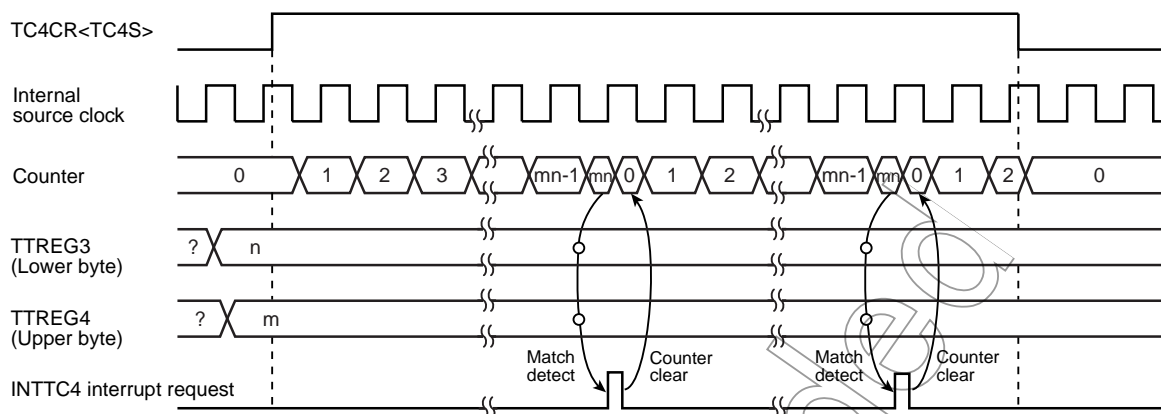 TC4CR<TC4S>
Internal
source clock
Counter
0 1 2 3 mn-1 mn 0 1 2 mn-1 mn 0 1 2 0
TTREG3
(Lower byte)
? n
TTREG4
(Upper byte)
? m
Match
detect
Counter
clear
Match
detect
Counter
clear
INTTC4 interrupt request